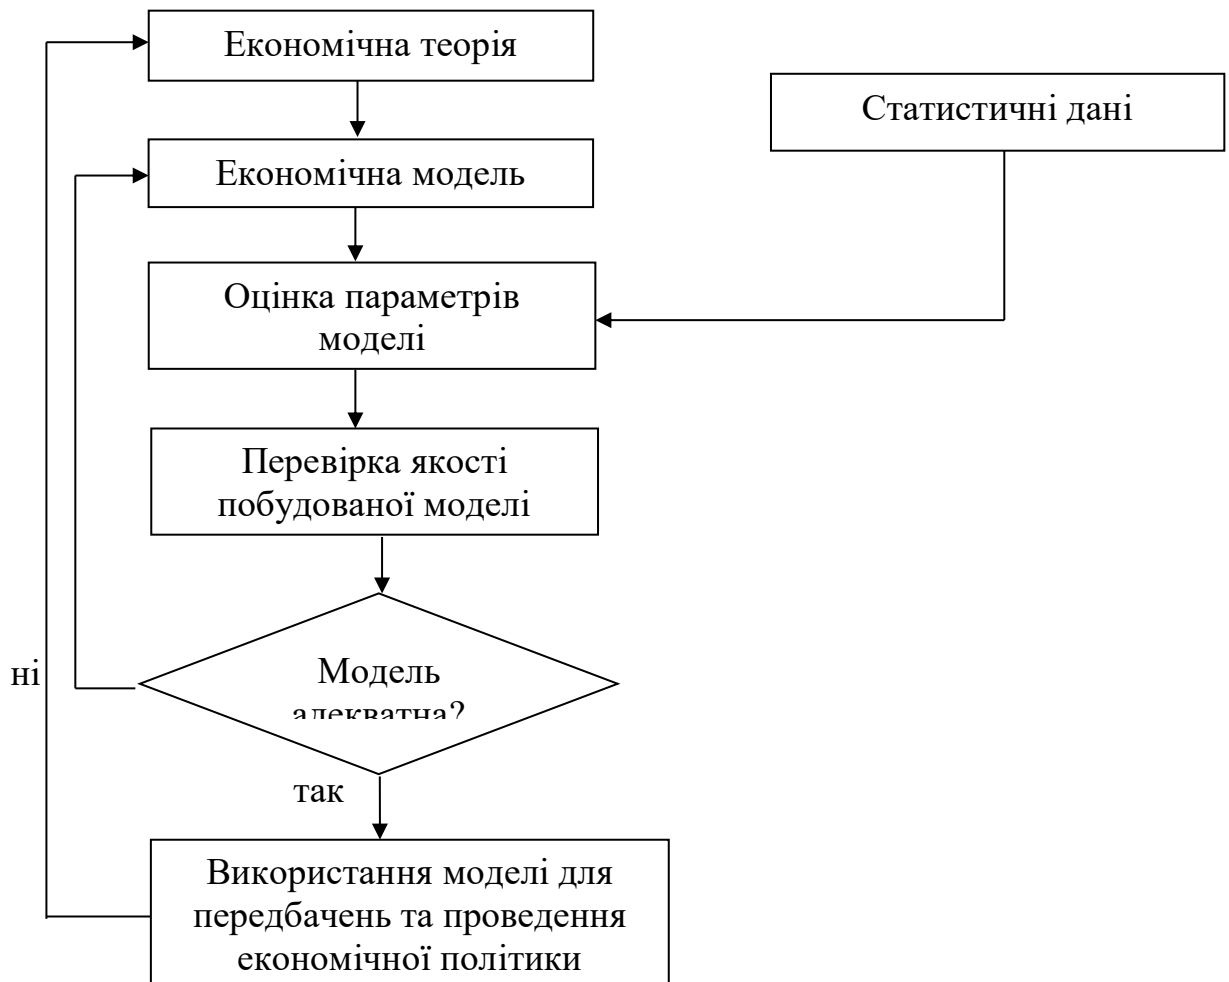 Економічна теорія
Статистичні дані
Економічна модель
Оцінка параметрів
моделі
Перевірка якості
побудованої моделі
ні
Модель
адекватна?
так
Використання моделі для
передбачень та проведення
економічної політики